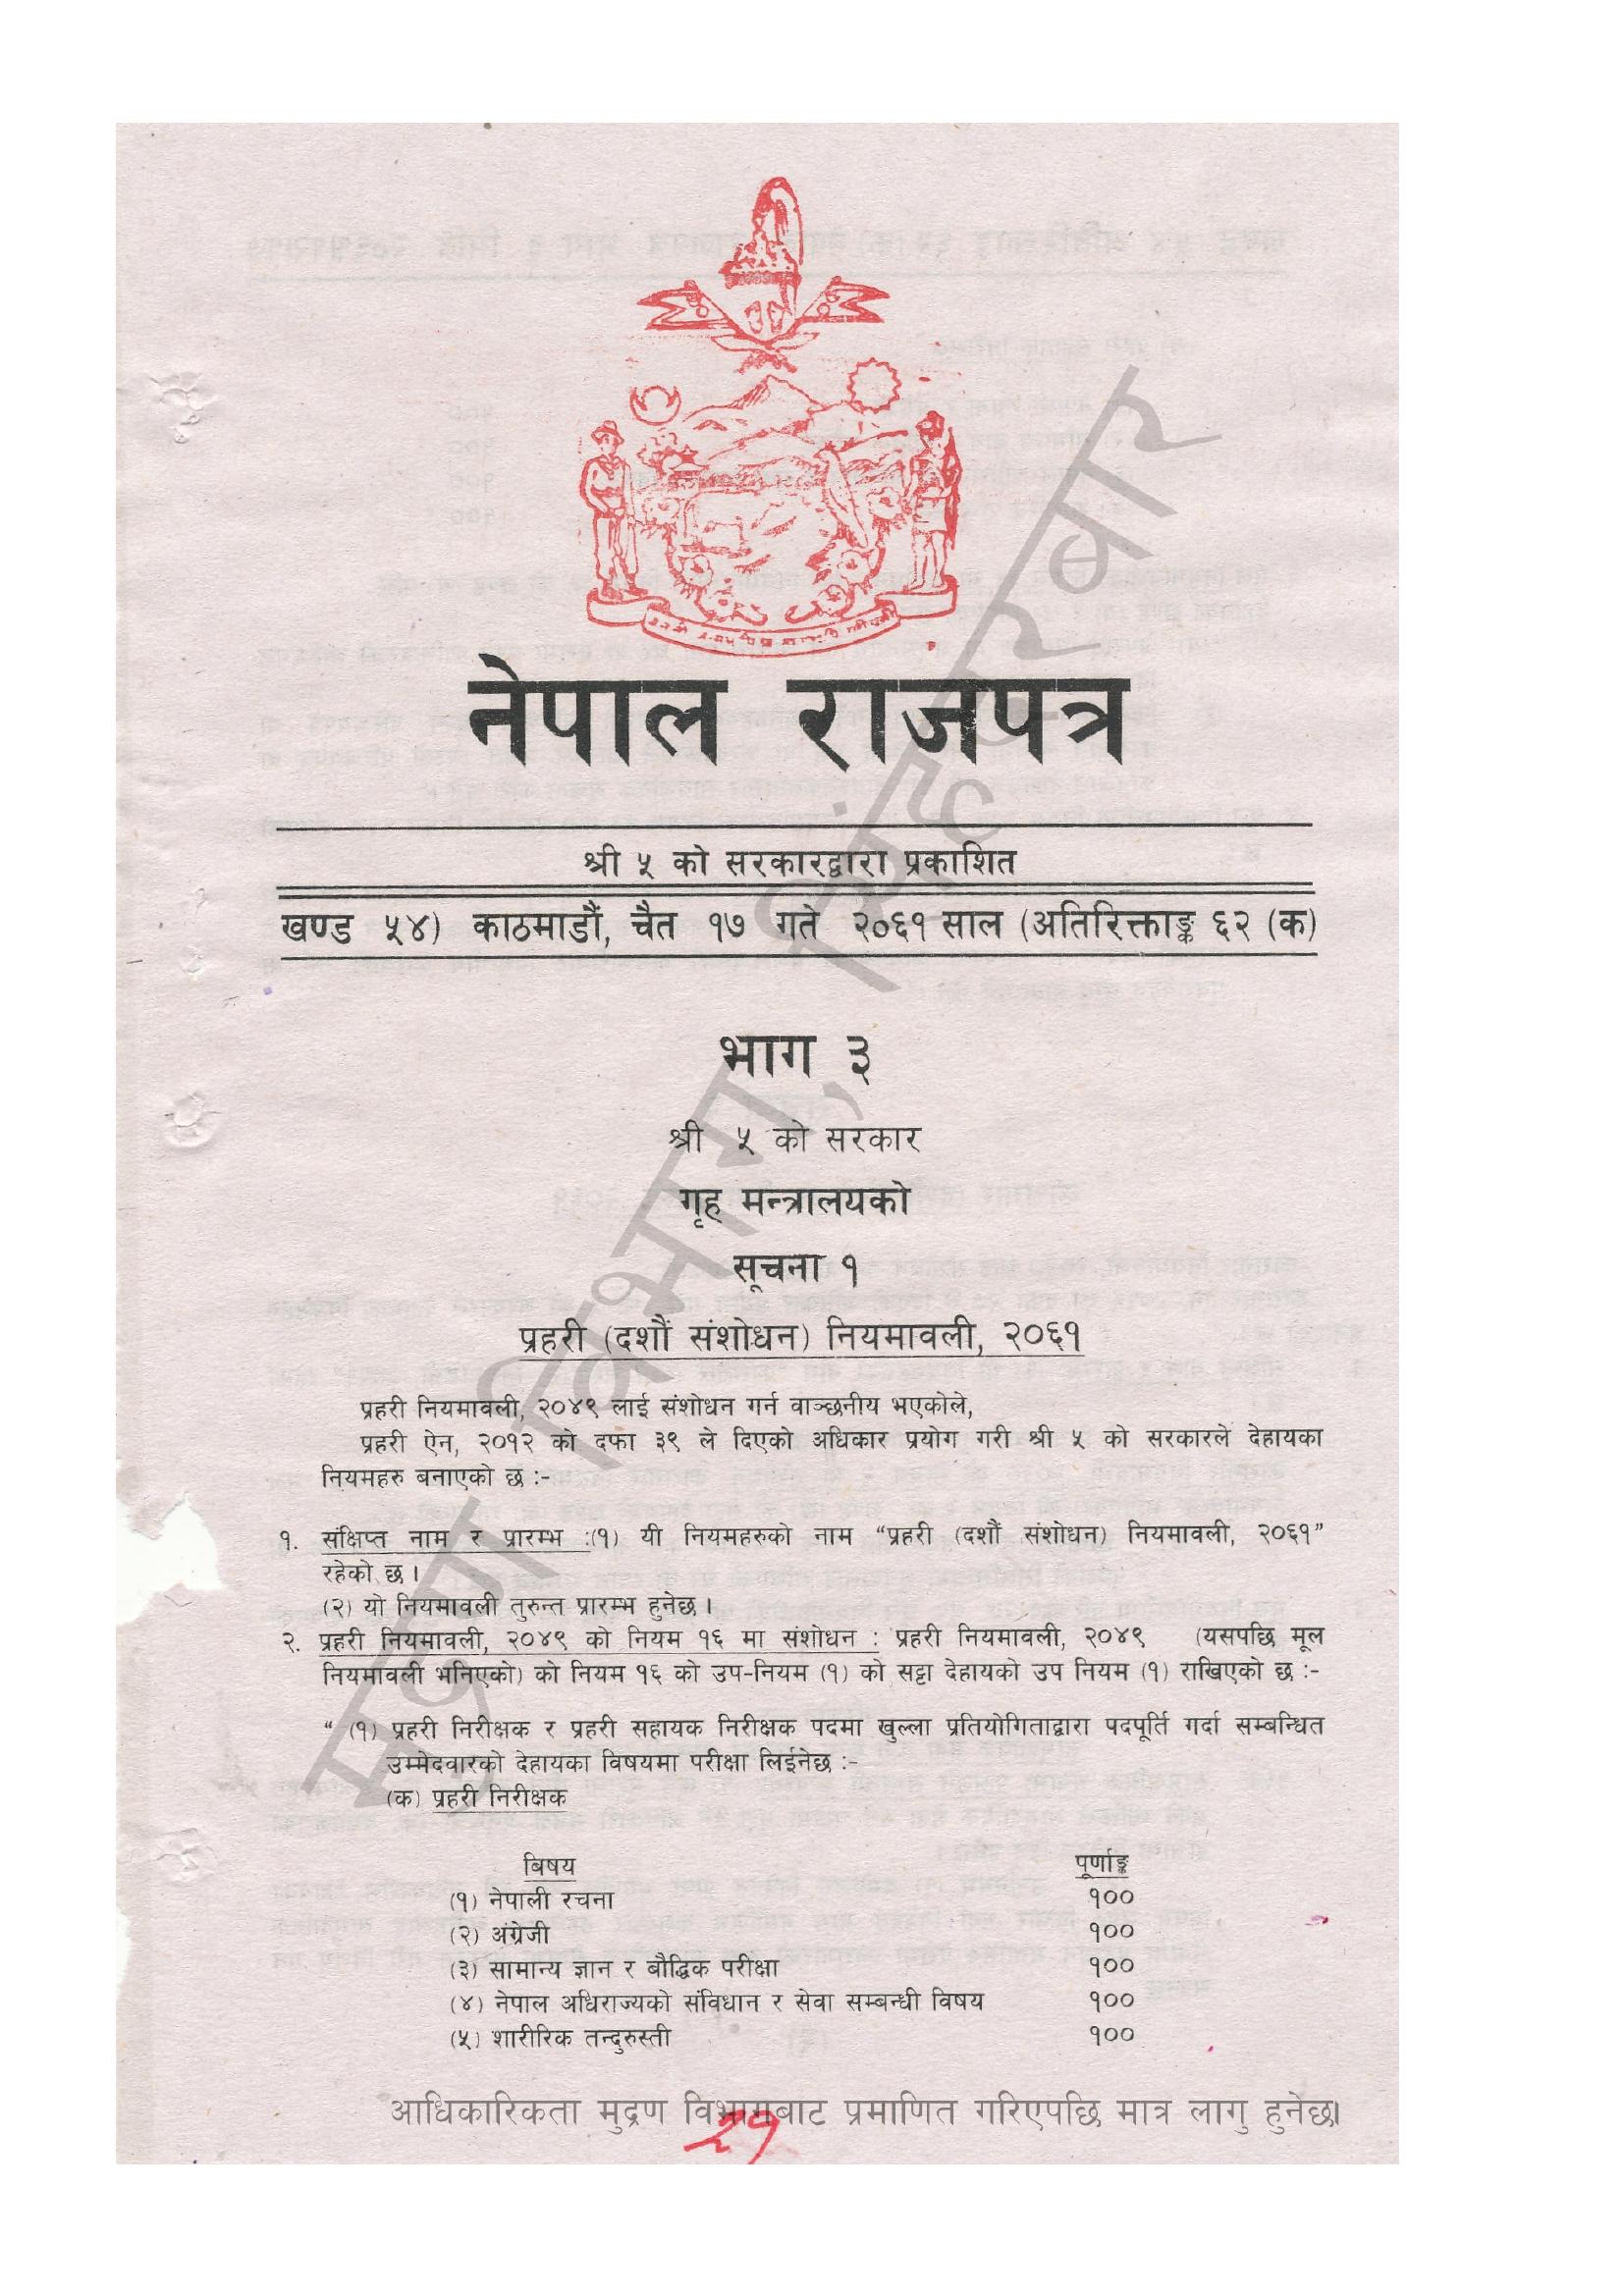 नेपाल राजपत्र
श्री ५ को सरकारद्वारा प्रकाशित
खण्ड ५४) काठमाडौं, चैत १७ गते २०६१ साल (अतिरिक्ताङ्क ६२ (क)
भाग ३
श्री ५ को सरकार
गृह मन्त्रालयको
सूचना १
प्रहरी (दशौं संशोधन) नियमावली, २०६१
प्रहरी नियमावली, २०४९ लाई संशोधन गर्न वाञ्छनीय भएकोले,
प्रहरी ऐन, २०१२ को दफा ३९ ले दिएको अधिकार प्रयोग गरी श्री ५ को सरकारले देहायका
नियमहरु बनाएको छ :-
१. संक्षिप्त नाम र प्रारम्भ :(१) यी नियमहरुको नाम “प्रहरी (दशौं संशोधन) नियमावली, २०६१”
रहेको छ ।
(२) यो नियमावली तुरुन्त प्रारम्भ हुनेछ ।
२. प्रहरी नियमावली, २०४९ को नियम १६ मा संशोधन : प्रहरी नियमावली, २०४९ (यसपछि मूल
नियमावली भनिएको) को नियम १६ को उप-नियम (१) को सट्टा देहायको उप नियम (१) राखिएको छ :-
“ (१) प्रहरी निरीक्षक र प्रहरी सहायक निरीक्षक पदमा खुल्ला प्रतियोगिताद्वारा पदपूर्ति गर्दा सम्बन्धित
उम्मेदवारको देहायका विषयमा परीक्षा लिईनेछ :-
(क) प्रहरी निरीक्षक
बिषय पूर्णाङ्क
(१) नेपाली रचना १००
(२) अंग्रेजी १००
(३) सामान्य ज्ञान र बौद्धिक परीक्षा १००
(४) नेपाल अधिराज्यको संविधान र सेवा सम्बन्धी विषय १००
(५) शारीरिक तन्दुरुस्ती १००
मुद्रण विभाग, सिंहदरबार
आधिकारिकता मुद्रण विभागबाट प्रमाणित गरिएपछि मात्र लागु हुनेछ।
२१